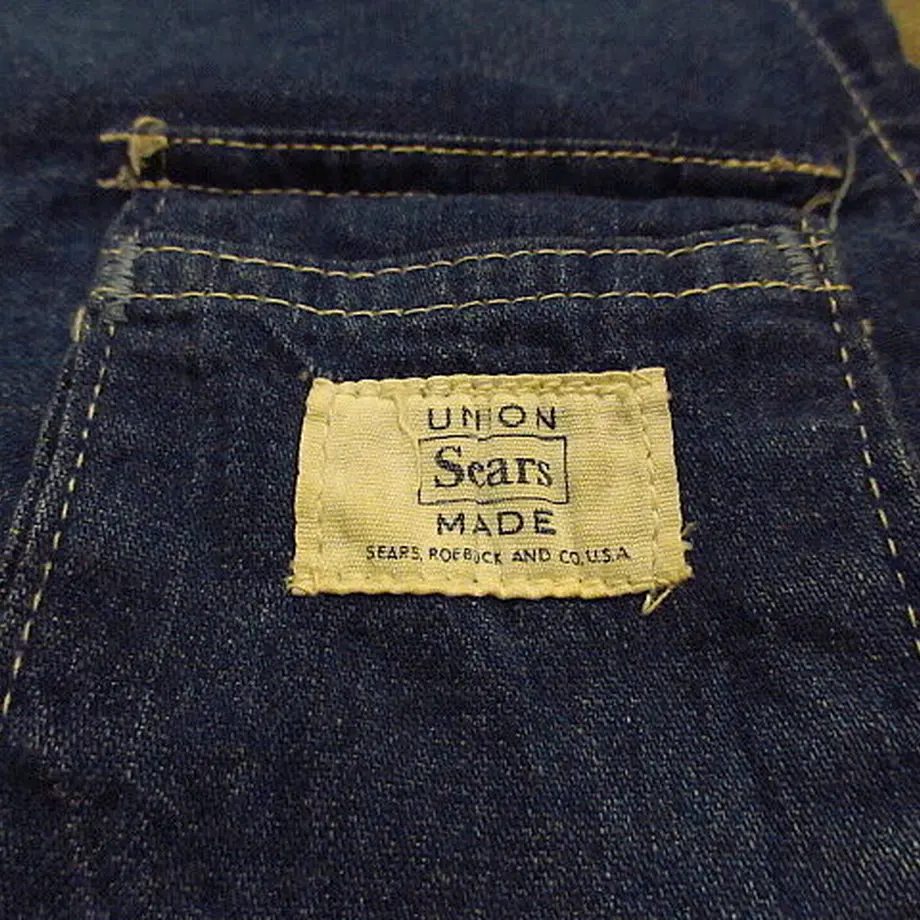 UNION
Sears
MADE
SEARS, ROEBUCK AND CO. U.S.A.